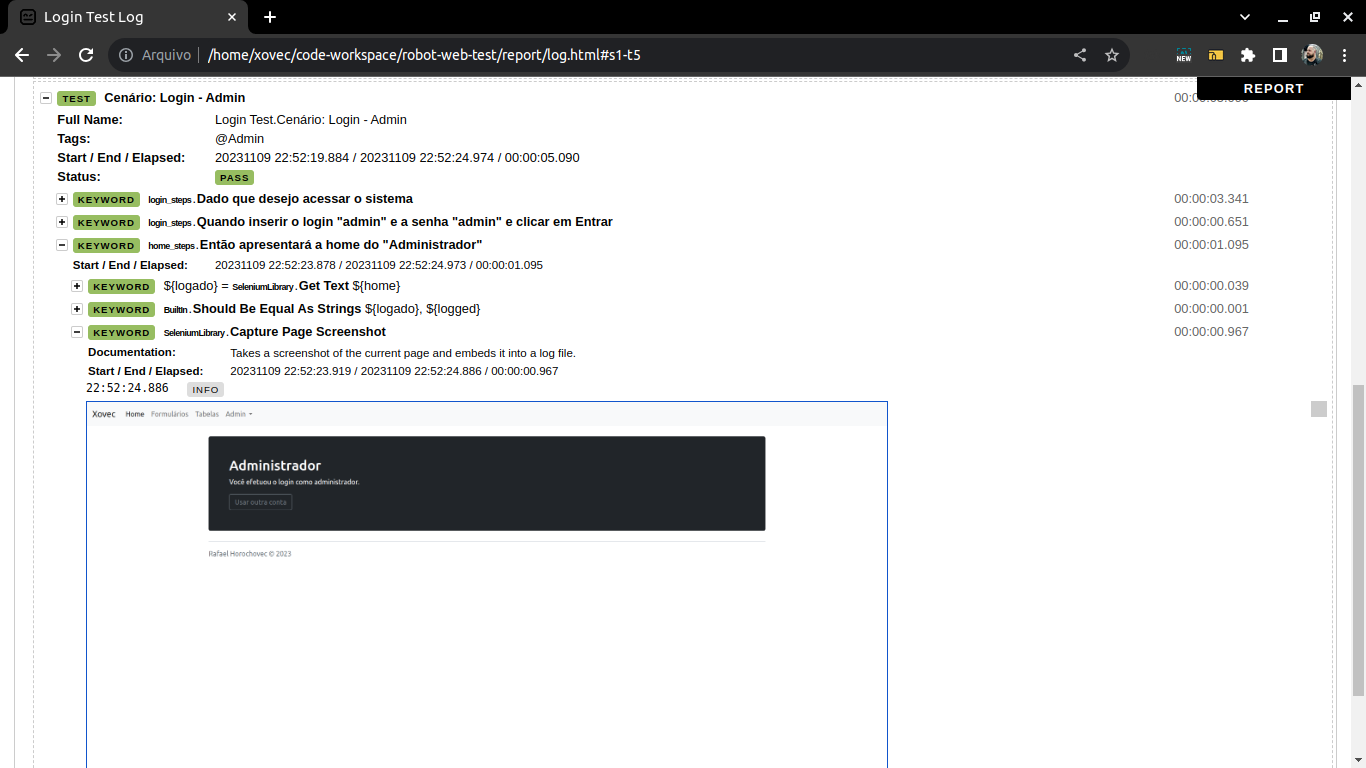 Login Test Log
Arquivo /home/xovec/code-workspace/robot-web-test/report/log.html#s1-t5
NEW
REPORT
TEST Cenário: Login - Admin
Full Name: Login Test.Cenário: Login - Admin
Tags: @Admin
Start / End / Elapsed: 20231109 22:52:19.884 / 20231109 22:52:24.974 / 00:00:05.090
Status: PASS
KEYWORD login_steps.Dado que desejo acessar o sistema 00:00:03.341
KEYWORD login_steps.Quando inserir o login "admin" e a senha "admin" e clicar em Entrar 00:00:00.651
KEYWORD home_steps.Então apresentará a home do "Administrador" 00:00:01.095
Start / End / Elapsed: 20231109 22:52:23.878 / 20231109 22:52:24.973 / 00:00:01.095
KEYWORD ${logado} = SeleniumLibrary.Get Text ${home} 00:00:00.039
KEYWORD BuiltIn.Should Be Equal As Strings ${logado}, ${logged} 00:00:00.001
KEYWORD SeleniumLibrary.Capture Page Screenshot 00:00:00.967
Documentation: Takes a screenshot of the current page and embeds it into a log file.
Start / End / Elapsed: 20231109 22:52:23.919 / 20231109 22:52:24.886 / 00:00:00.967
22:52:24.886 INFO
Xovec Home Formulários Tabelas Admin
Administrador
Você efetuou o login como administrador.
Usar outra conta
Rafael Horochovec © 2023